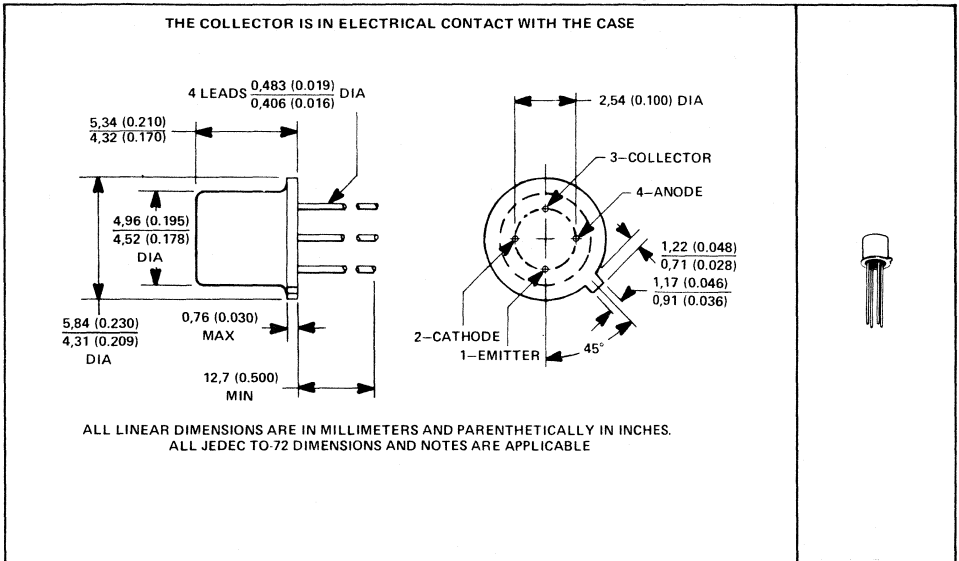 THE COLLECTOR IS IN ELECTRICAL CONTACT WITH THE CASE
4 LEADS 0,483 (0.019) DIA
0,406 (0.016)
5,34 (0.210)
4,32 (0.170)
4,96 (0.195)
4,52 (0.178)
DIA
5,84 (0.230)
4,31 (0.209)
DIA
0,76 (0.030)
MAX
12,7 (0.500)
MIN
2,54 (0.100) DIA
3–COLLECTOR
4–ANODE
1,22 (0.048)
0,71 (0.028)
1,17 (0.046)
0,91 (0.036)
2–CATHODE
1–EMITTER
45°
ALL LINEAR DIMENSIONS ARE IN MILLIMETERS AND PARENTHETICALLY IN INCHES.
ALL JEDEC TO-72 DIMENSIONS AND NOTES ARE APPLICABLE